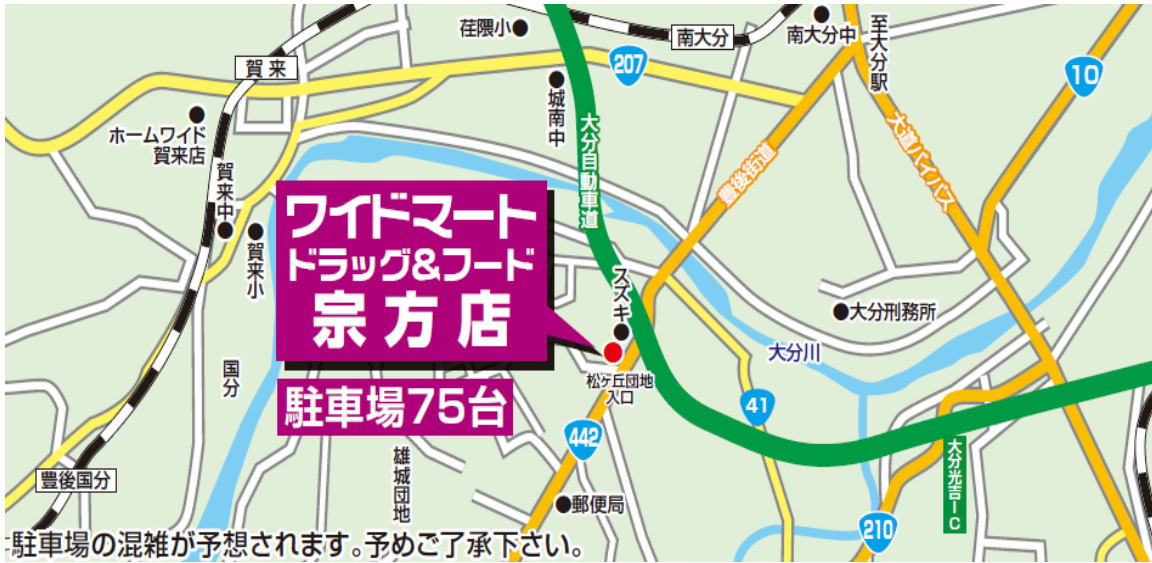 荏隈小
南大分
南大分中
至大分駅
賀来
207
10
城南中
ホームワイド
賀来店
大分自動車道
豊後街道
大道バイパス
賀来中
賀来小
ワイドマート
ドラッグ&フード
宗方店
駐車場75台
スズキ
大分刑務所
大分川
国分
松ヶ丘団地
入口
41
442
雄城団地
大分光吉IC
豊後国分
郵便局
210
駐車場の混雑が予想されます。予めご了承下さい。